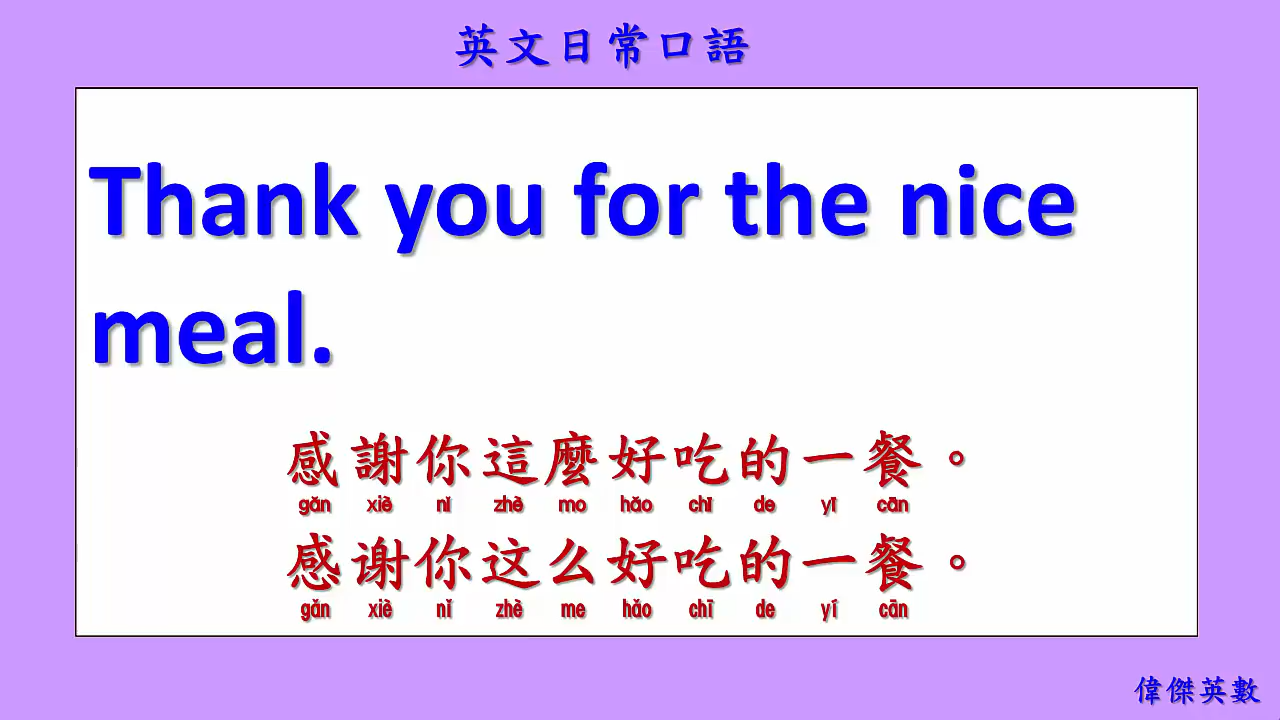 英文日常口語
Thank you for the nice
meal.
感謝你這麼好吃的一餐。
gǎn xiè nǐ zhè mo hǎo chī de yī cān
感谢你这么好吃的一餐。
gǎn xiè nǐ zhè me hǎo chī de yí cān
偉傑英數